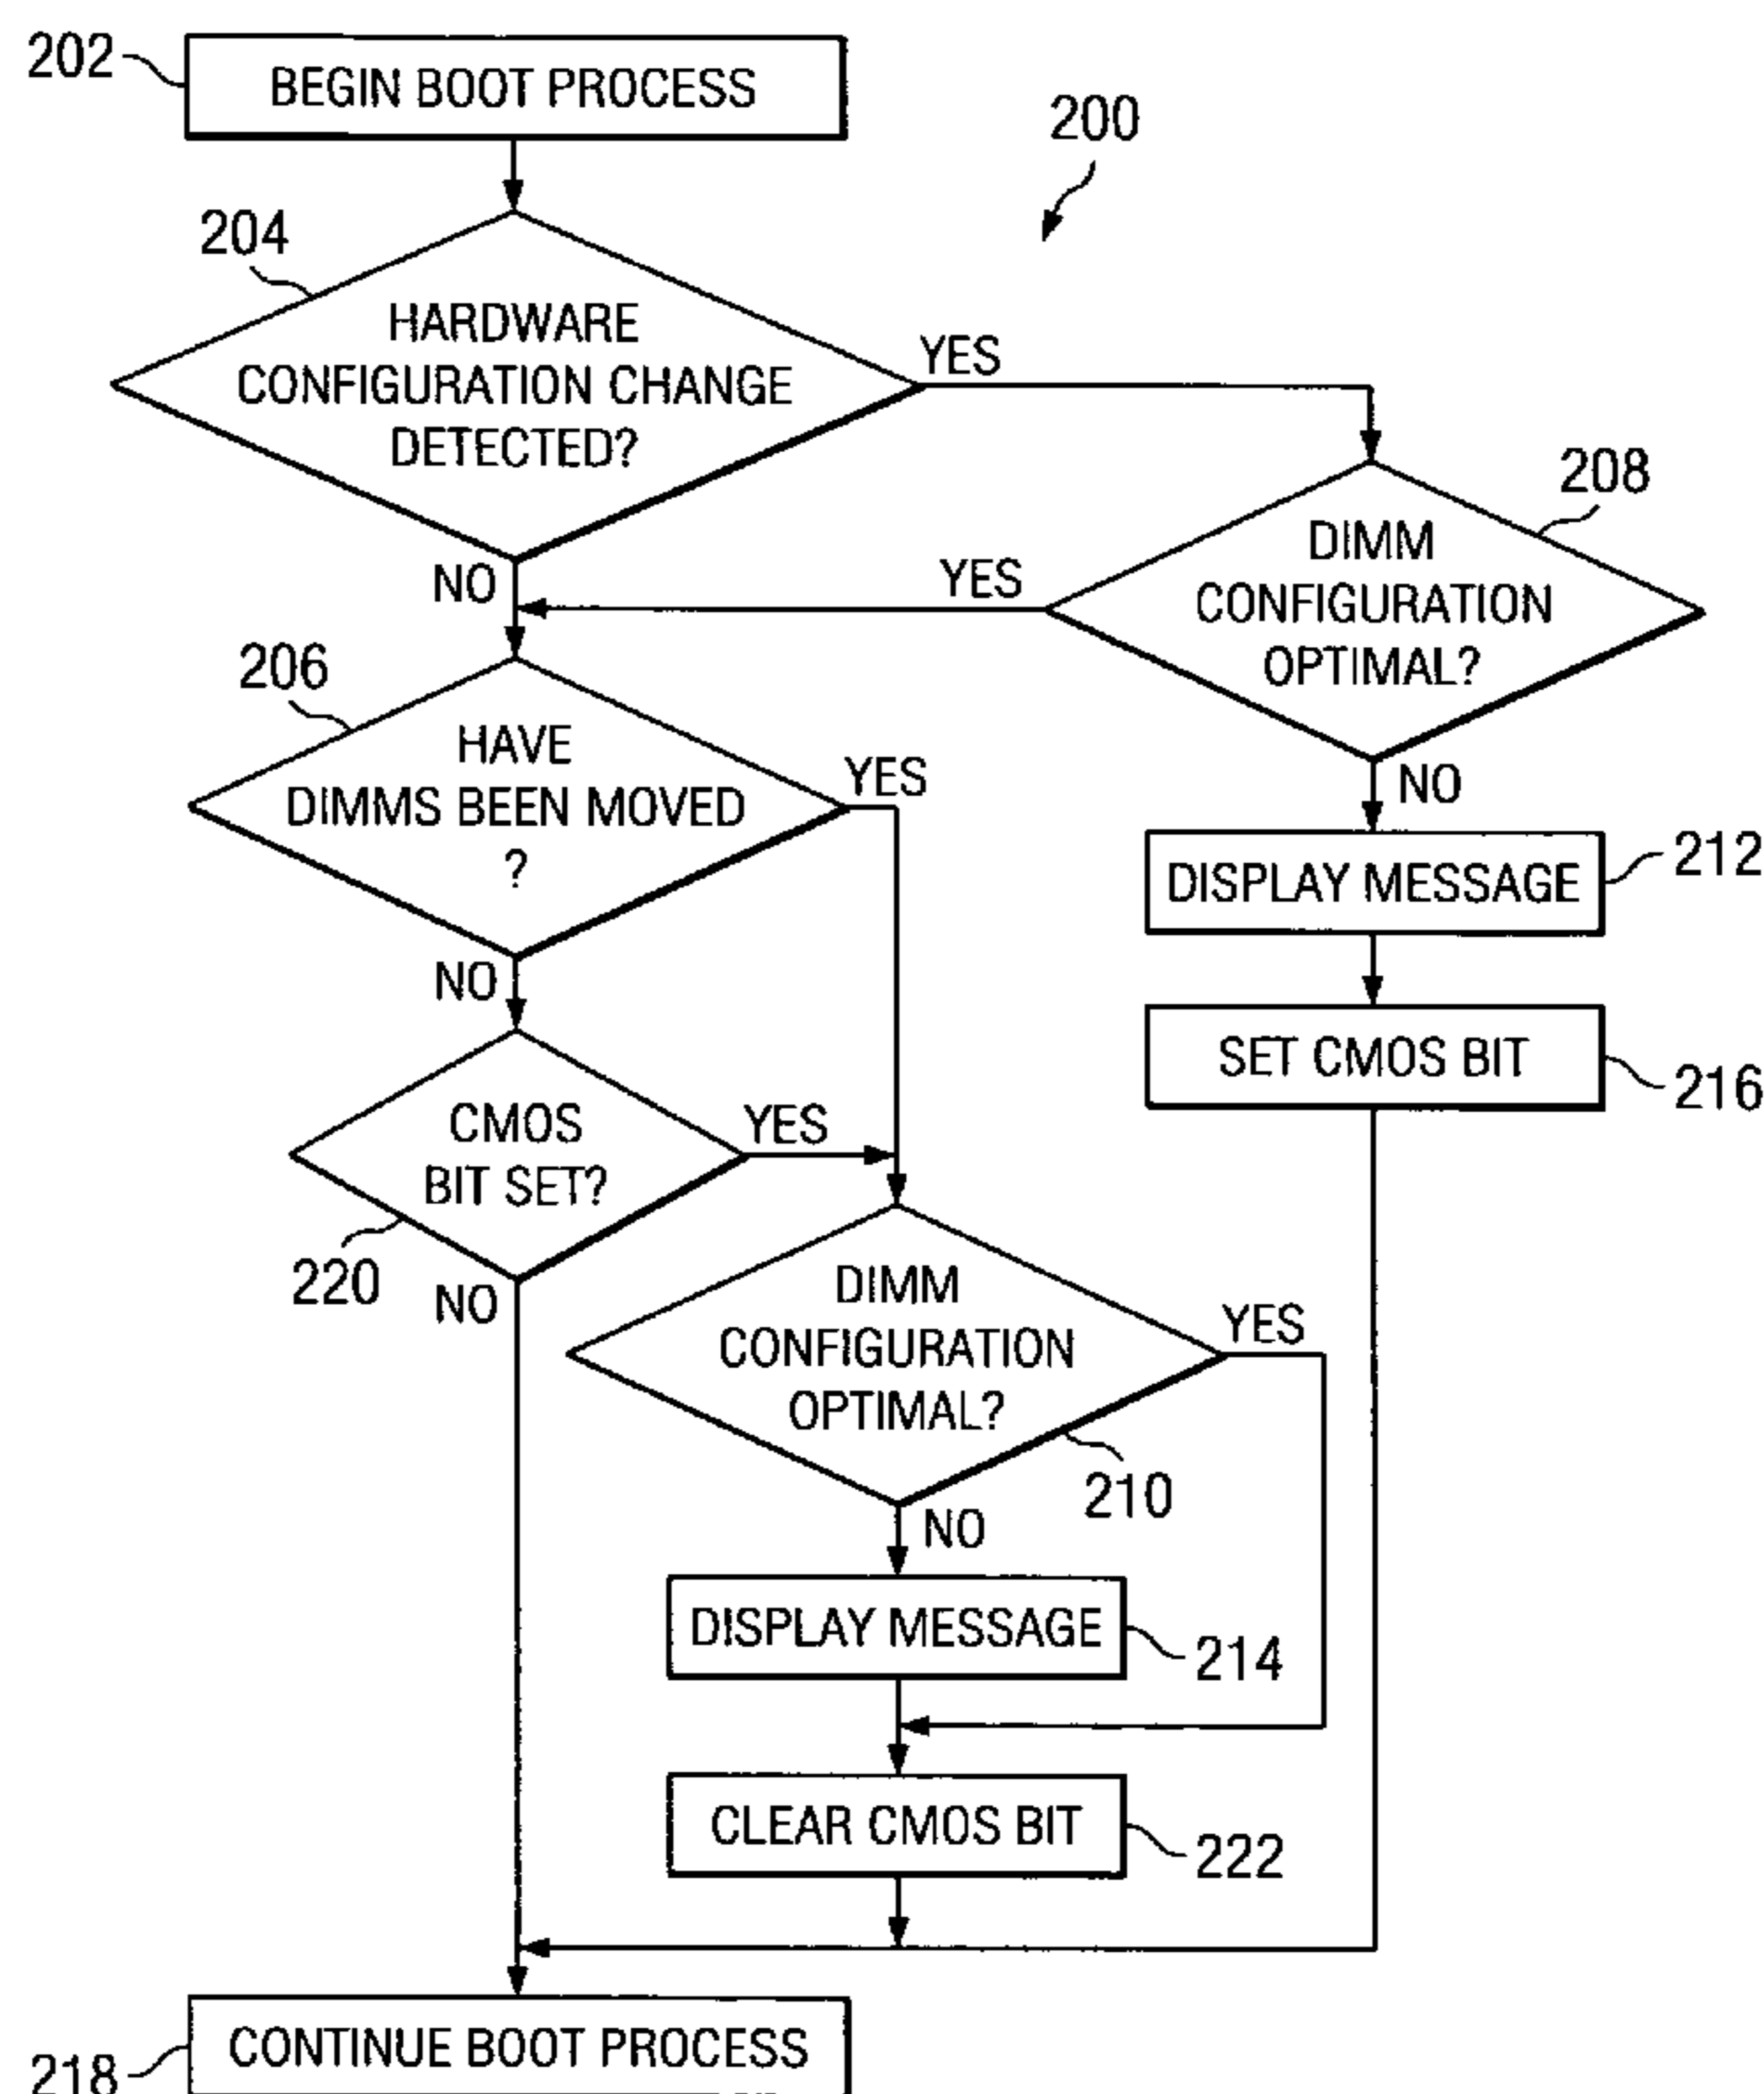 202
BEGIN BOOT PROCESS
200
204
HARDWARE
CONFIGURATION CHANGE
DETECTED?
YES
NO
208
DIMM
CONFIGURATION
OPTIMAL?
YES
NO
206
HAVE
DIMMS BEEN MOVED
?
YES
NO
DISPLAY MESSAGE
212
SET CMOS BIT
216
CMOS
BIT SET?
YES
220
NO
DIMM
CONFIGURATION
OPTIMAL?
YES
210
NO
DISPLAY MESSAGE
214
CLEAR CMOS BIT
222
CONTINUE BOOT PROCESS
218